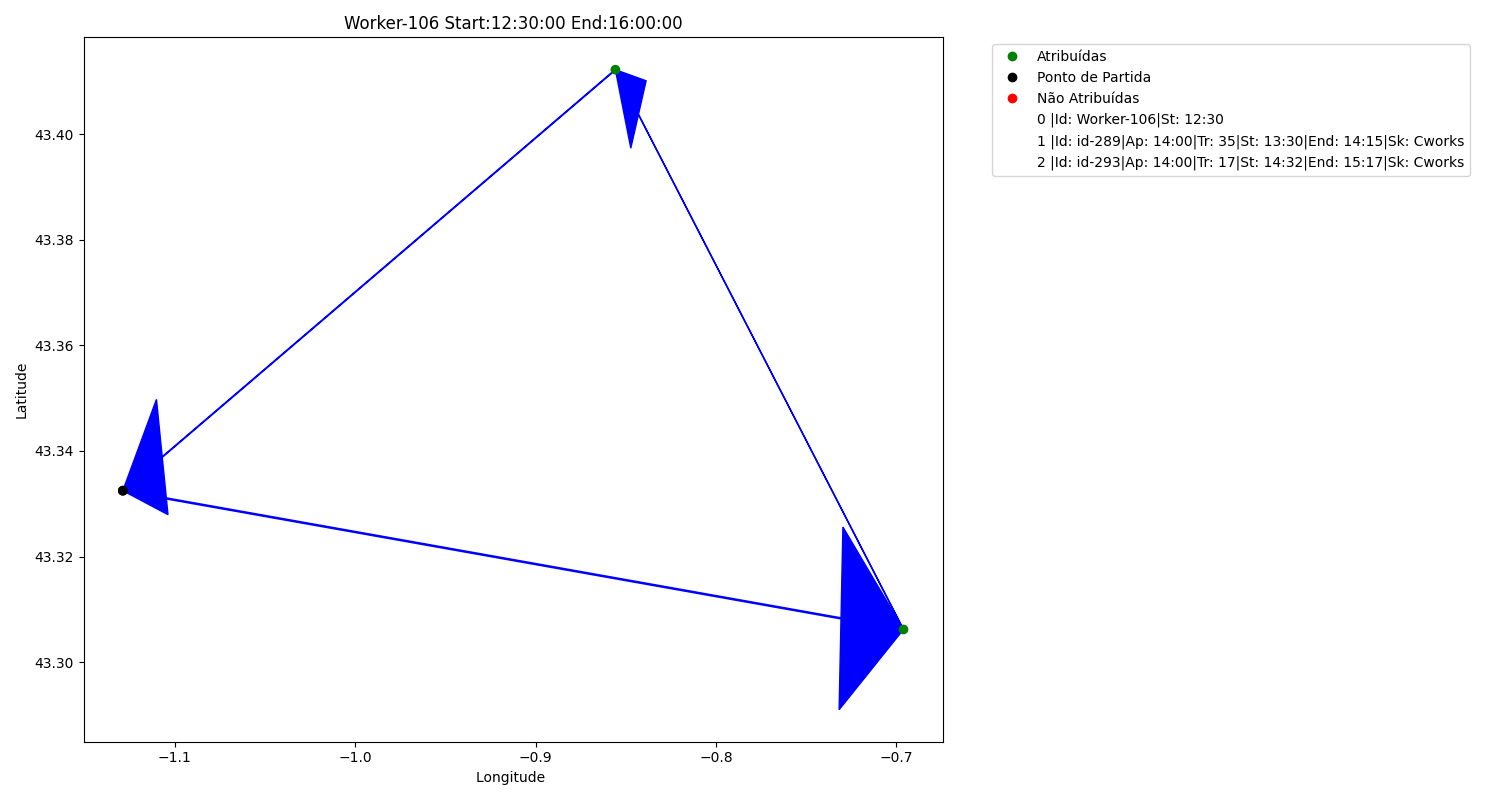 Worker-106 Start:12:30:00 End:16:00:00
Atribuídas
Ponto de Partida
Não Atribuídas
0 |Id: Worker-106|St: 12:30
1 |Id: id-289|Ap: 14:00|Tr: 35|St: 13:30|End: 14:15|Sk: Cworks
2 |Id: id-293|Ap: 14:00|Tr: 17|St: 14:32|End: 15:17|Sk: Cworks
Latitude
43.40
43.38
43.36
43.34
43.32
43.30
−1.1 −1.0 −0.9 −0.8 −0.7
Longitude